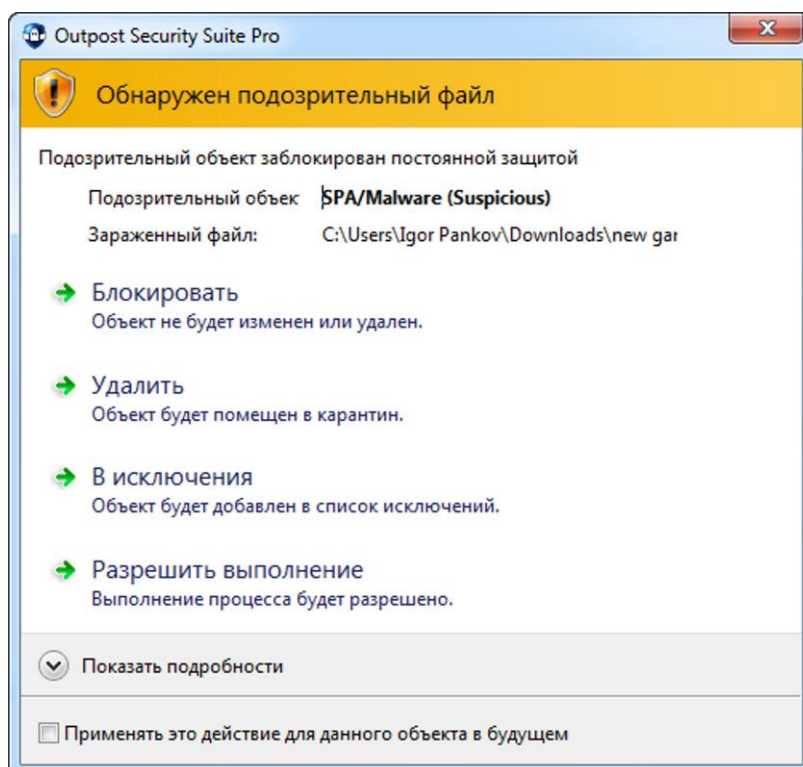 Outpost Security Suite Pro
Обнаружен подозрительный файл
Подозрительный объект заблокирован постоянной защитой
Подозрительный объек SPA/Malware (Suspicious)
Зараженный файл: C:\Users\Igor Pankov\Downloads\new gar
Блокировать
Объект не будет изменен или удален.
Удалить
Объект будет помещен в карантин.
В исключения
Объект будет добавлен в список исключений.
Разрешить выполнение
Выполнение процесса будет разрешено.
Показать подробности
Применять это действие для данного объекта в будущем